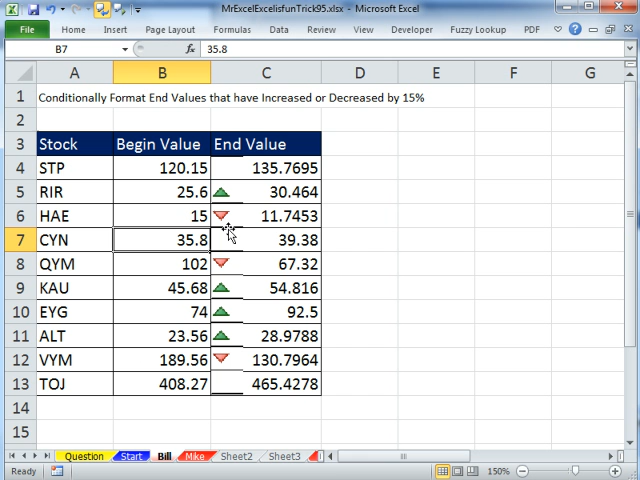 MrExcelExcelisfunTrick95.xlsx - Microsoft Excel
File Home Insert Page Layout Formulas Data Review View Developer Fuzzy Lookup PDF
B7 fx 35.8
A B C D E F G
1 Conditionally Format End Values that have Increased or Decreased by 15%
2
3 Stock Begin Value End Value
4 STP 120.15 135.7695
5 RIR 25.6 30.464
6 HAE 15 11.7453
7 CYN 35.8 39.38
8 QYM 102 67.32
9 KAU 45.68 54.816
10 EYG 74 92.5
11 ALT 23.56 28.9788
12 VYM 189.56 130.7964
13 TOJ 408.27 465.4278
14
15
Question Start Bill Mike Sheet2 Sheet3
Ready 150%